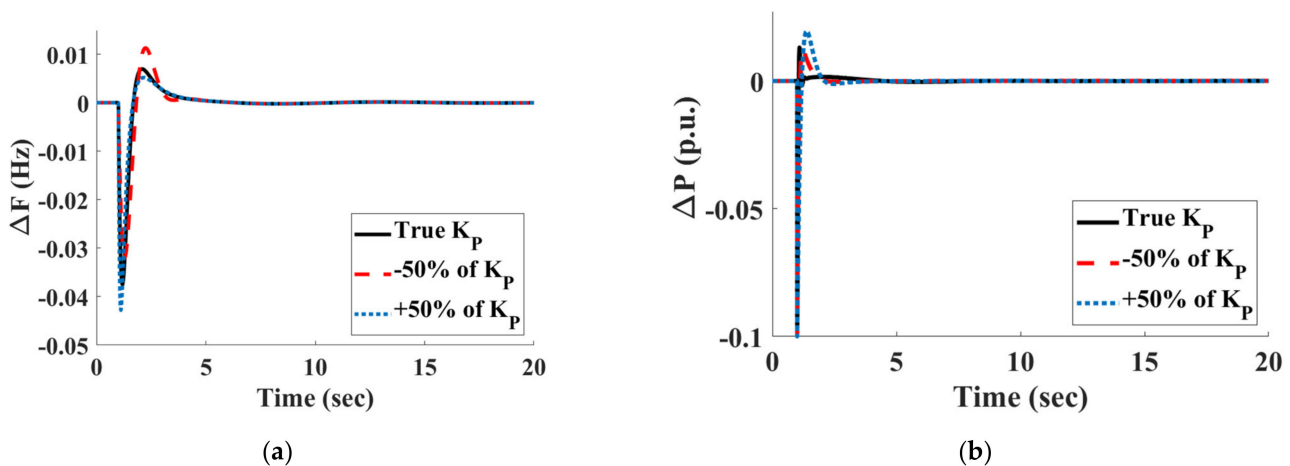 0.01
0.005
0
-0.01
-0.02
-0.03
-0.04
-0.05
ΔF (Hz)
True K_P
-50% of K_P
+50% of K_P
0 5 10 15 20
Time (sec)
(a)
0
-0.05
-0.1
ΔP (p.u.)
True K_P
-50% of K_P
+50% of K_P
0 5 10 15 20
Time (sec)
(b)